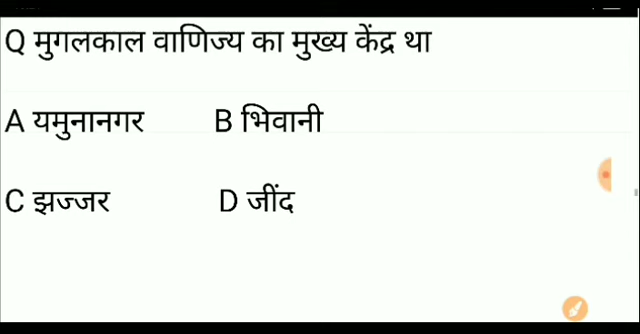 Q मुगलकाल वाणिज्य का मुख्य केंद्र था
A यमुनानगर B भिवानी
C झज्जर D जींद